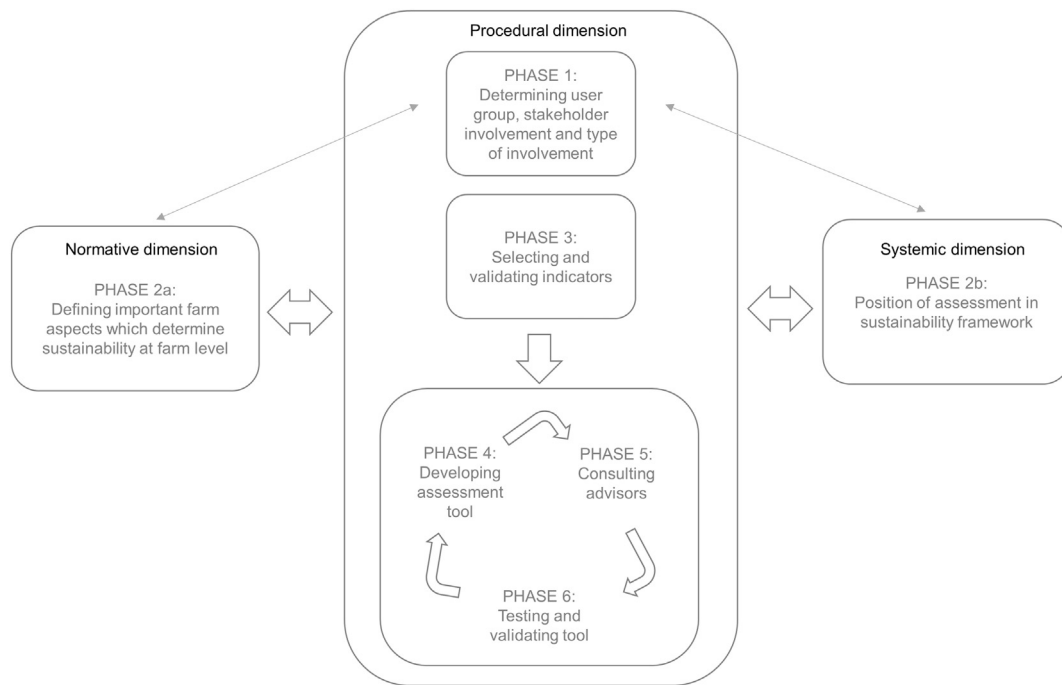 Procedural dimension
PHASE 1:
Determining user
group, stakeholder
involvement and type
of involvement
Normative dimension
PHASE 2a:
Defining important farm
aspects which determine
sustainability at farm level
Systemic dimension
PHASE 2b:
Position of assessment in
sustainability framework
PHASE 3:
Selecting and
validating indicators
PHASE 4:
Developing
assessment
tool
PHASE 5:
Consulting
advisors
PHASE 6:
Testing and
validating tool